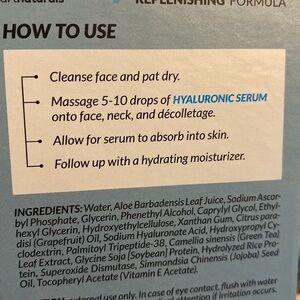 REPLENISHING FORMULA
HOW TO USE
Cleanse face and pat dry.
Massage 5-10 drops of HYALURONIC SERUM
onto face, neck, and décolletage.
Allow for serum to absorb into skin.
Follow up with a hydrating moisturizer.
INGREDIENTS: Water, Aloe Barbadensis Leaf Juice, Sodium Ascor-
byl Phosphate, Glycerin, Phenethyl Alcohol, Caprylyl Glycol, Ethyl-
hexyl Glycerin, Hydroxyethylcellulose, Xanthan Gum, Citrus para-
disi (Grapefruit) Oil, Sodium Hyaluronate Acid, Hydroxypropyl Cy-
clodextrin, Palmitoyl Tripeptide-38, Camellia sinensis (Green Tea)
Leaf Extract, Glycine Soja (Soybean) Protein, Hydrolyzed Rice Pro-
tein, Superoxide Dismutase, Simmondsia Chinensis (Jojoba) Seed
Oil, Tocopheryl Acetate (Vitamin E Acetate).
external use only. In case of eye contact, flush with water
attention if irritation occurs.